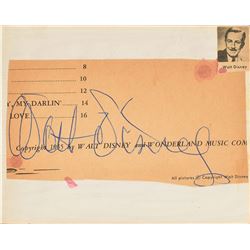 8
10
12
Y, MY DARLIN' 14
LOVE. 16
Walt Disney
Walt Disney
Copyright 1955 by WALT DISNEY and WONDERLAND MUSIC COM
All pictures © Copyright Walt Disney